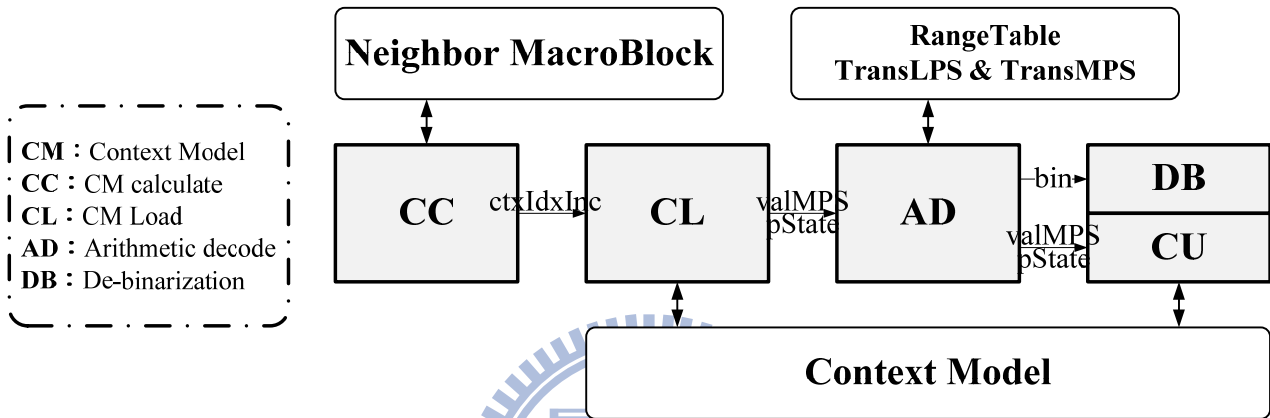 Neighbor MacroBlock
RangeTable
TransLPS & TransMPS
CM：Context Model
CC：CM calculate
CL：CM Load
AD：Arithmetic decode
DB：De-binarization
CC
ctxIdxInc
CL
valMPS
pState
AD
bin
DB
valMPS
pState
CU
Context Model